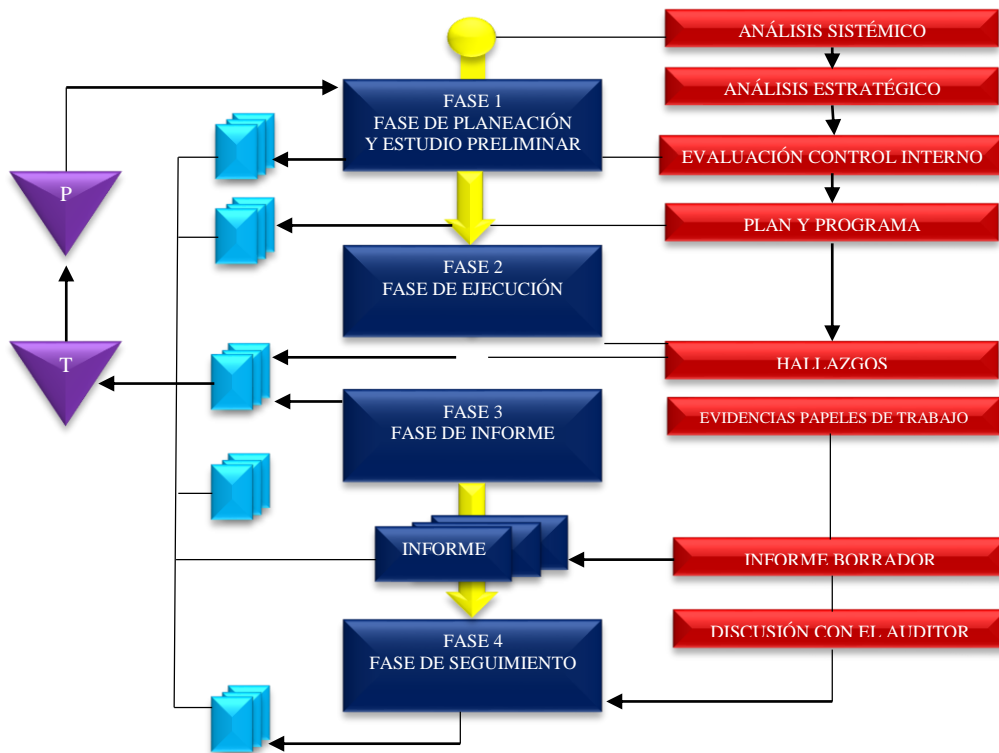 ANÁLISIS SISTÉMICO
ANÁLISIS ESTRATÉGICO
FASE 1
FASE DE PLANEACIÓN
Y ESTUDIO PRELIMINAR
EVALUACIÓN CONTROL INTERNO
P
PLAN Y PROGRAMA
FASE 2
FASE DE EJECUCIÓN
T
HALLAZGOS
FASE 3
FASE DE INFORME
EVIDENCIAS PAPELES DE TRABAJO
INFORME
INFORME BORRADOR
DISCUSIÓN CON EL AUDITOR
FASE 4
FASE DE SEGUIMIENTO